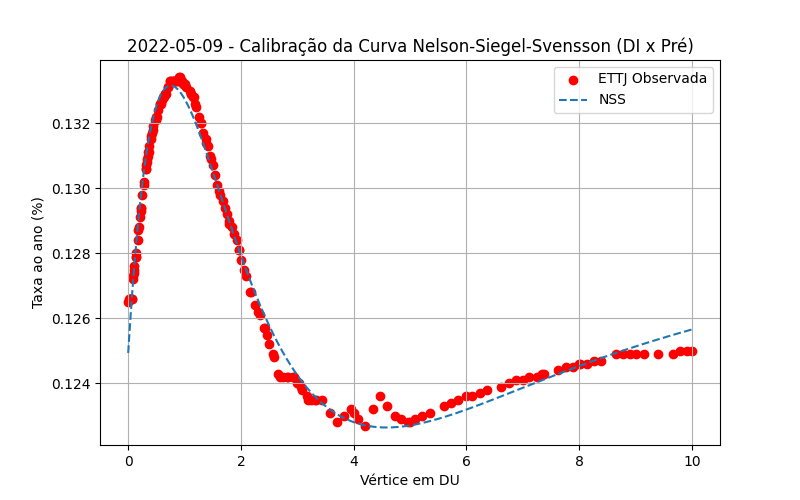 2022-05-09 - Calibração da Curva Nelson-Siegel-Svensson (DI x Pré)
ETTJ Observada
NSS
Taxa ao ano (%)
0.132
0.130
0.128
0.126
0.124
0 2 4 6 8 10
Vértice em DU